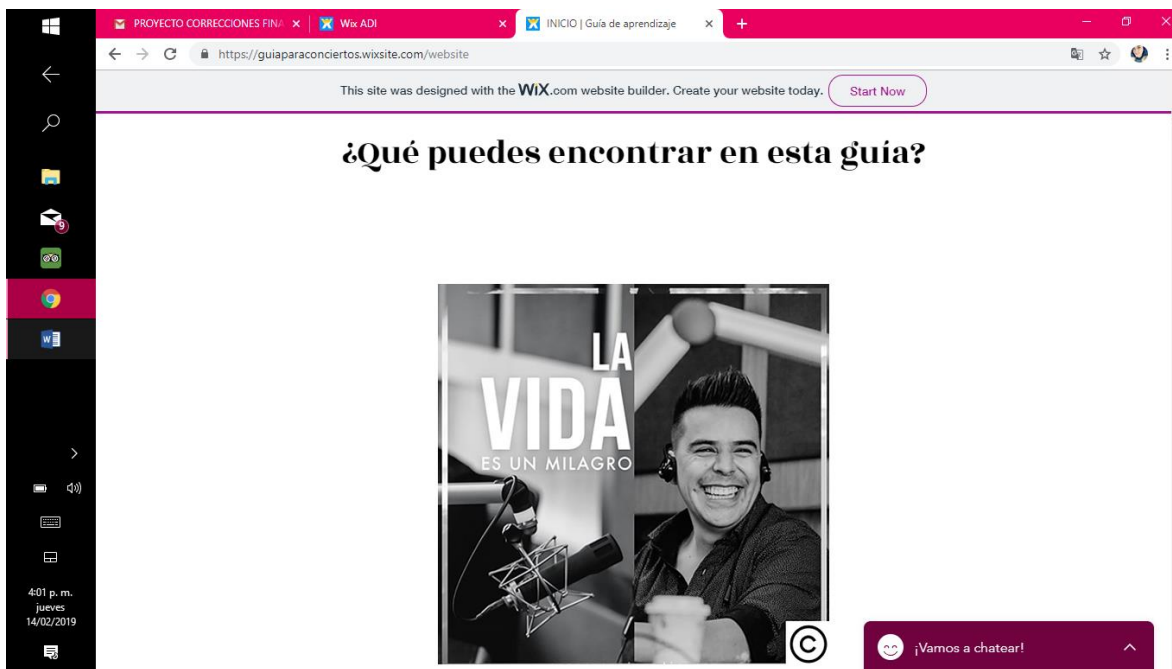 PROYECTO CORRECCIONES FINA
Wix ADI
INICIO | Guía de aprendizaje
https://guiaparaconciertos.wixsite.com/website
This site was designed with the WiX.com website builder. Create your website today. Start Now
¿Qué puedes encontrar en esta guía?
LA
VIDA
ES UN MILAGRO
©
¡Vamos a chatear!
9
W
4:01 p. m.
jueves
14/02/2019